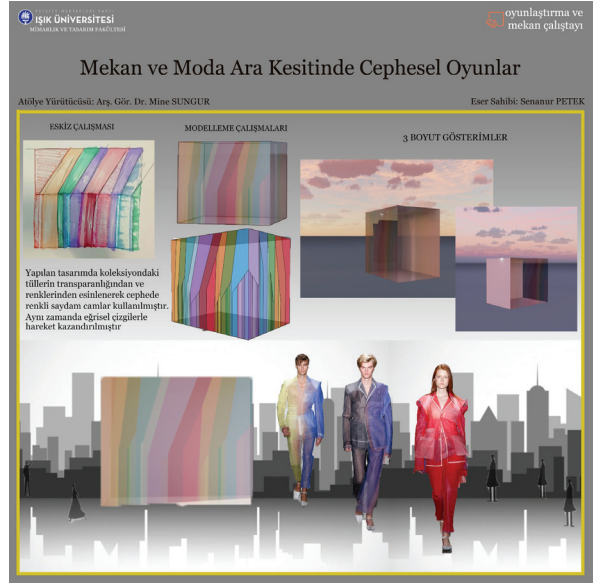 IŞIK ÜNİVERSİTESİ
MİMARLIK VE TASARIM FAKÜLTESİ
oyunlaştırma ve
mekan çalıştayı
Mekan ve Moda Ara Kesitinde Cephesel Oyunlar
Atölye Yürütücüsü: Arş. Gör. Dr. Mine SUNGUR
Eser Sahibi: Senanur PETEK
ESKİZ ÇALIŞMASI
MODELLEME ÇALIŞMALARI
3 BOYUT GÖSTERİMLER
Yapılan tasarımda koleksiyondaki
tüllerin transparanlığından ve
renklerinden esinlenerek cephede
renkli saydam camlar kullanılmıştır.
Aynı zamanda eğrisel çizgilerle
hareket kazandırılmıştır